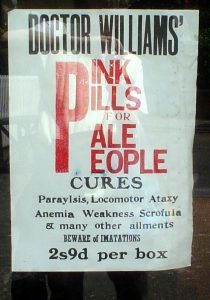 DOCTOR WILLIAMS'
PINK
PILLS
FOR
PALE
PEOPLE
CURES
Paraylsis, Locomotor Ataxy
Anemia Weakness Scrofula
& many other ailments
BEWARE of IMATATIONS
2s9d per box